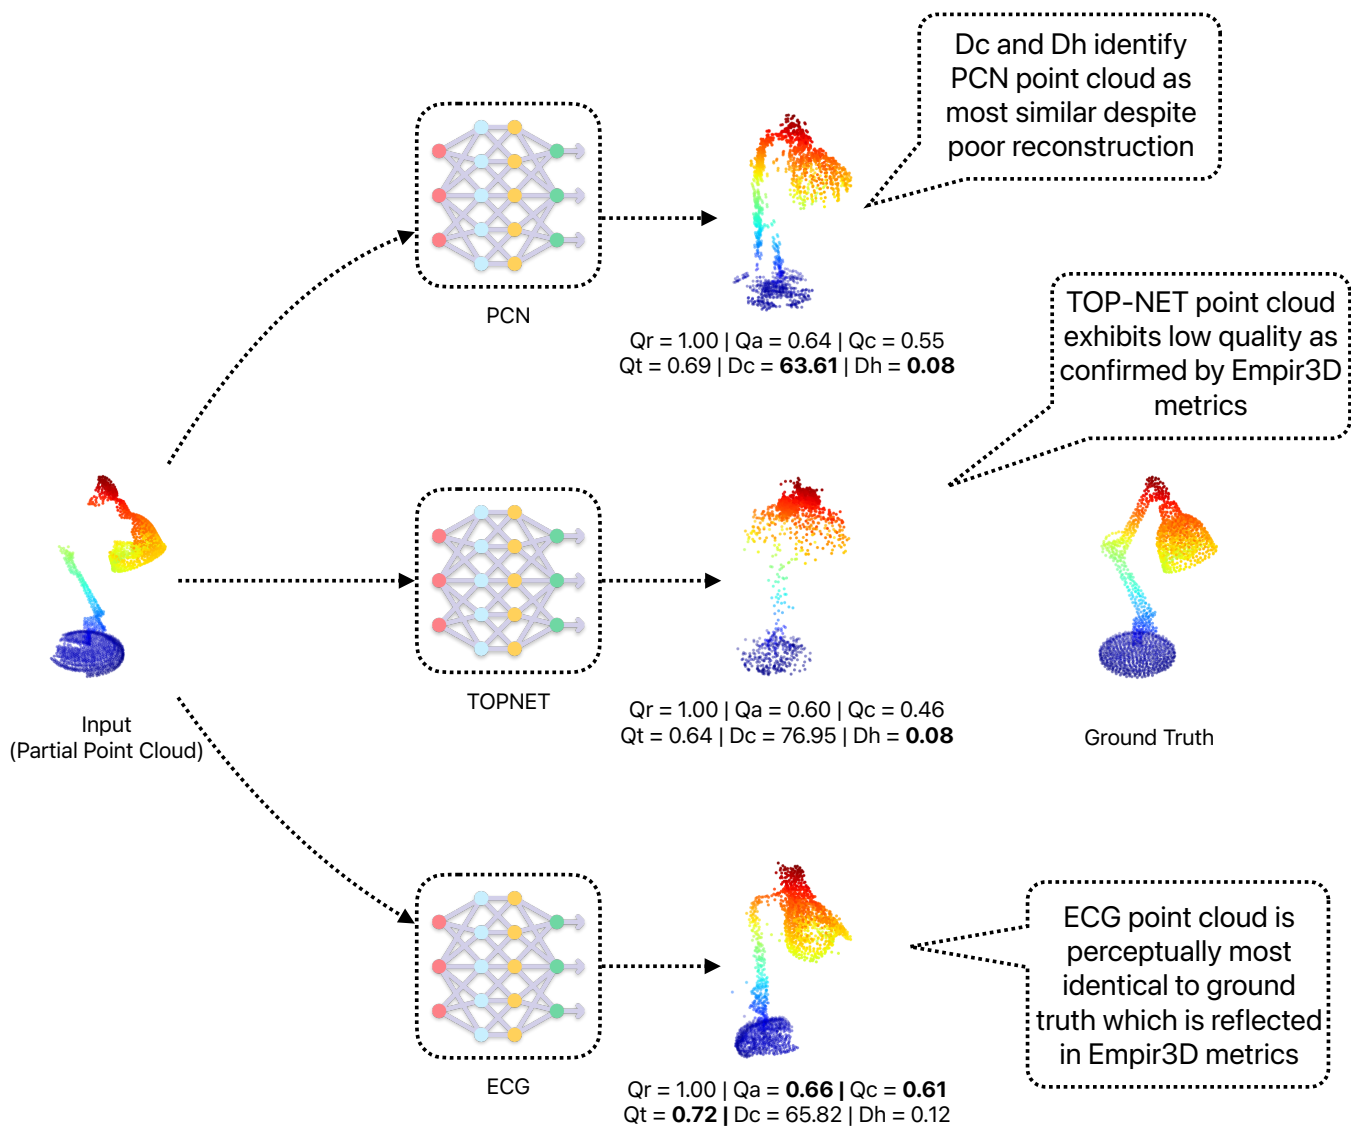 Dc and Dh identify
PCN point cloud as
most similar despite
poor reconstruction
PCN
Qr = 1.00 | Qa = 0.64 | Qc = 0.55
Qt = 0.69 | Dc = 63.61 | Dh = 0.08
TOP-NET point cloud
exhibits low quality as
confirmed by Empir3D
metrics
Input
(Partial Point Cloud)
TOPNET
Qr = 1.00 | Qa = 0.60 | Qc = 0.46
Qt = 0.64 | Dc = 76.95 | Dh = 0.08
Ground Truth
ECG point cloud is
perceptually most
identical to ground
truth which is reflected
in Empir3D metrics
ECG
Qr = 1.00 | Qa = 0.66 | Qc = 0.61
Qt = 0.72 | Dc = 65.82 | Dh = 0.12